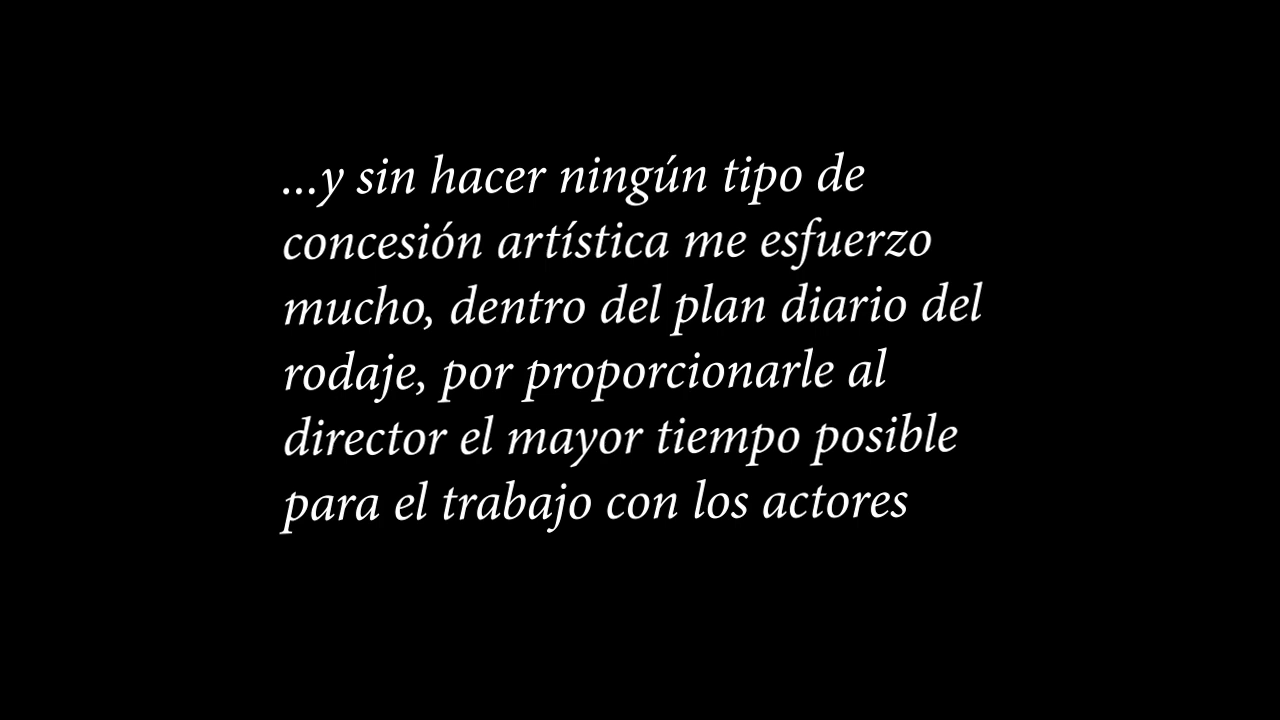 ...y sin hacer ningún tipo de
concesión artística me esfuerzo
mucho, dentro del plan diario del
rodaje, por proporcionarle al
director el mayor tiempo posible
para el trabajo con los actores